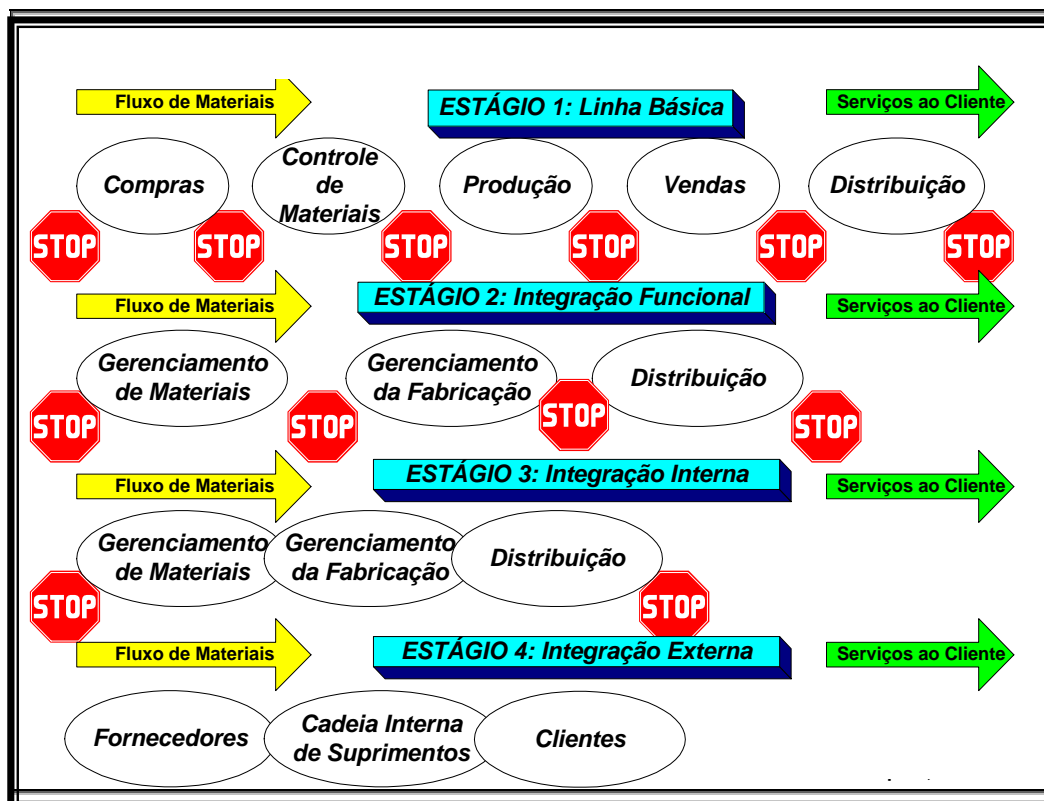 Fluxo de Materiais
ESTÁGIO 1: Linha Básica
Serviços ao Cliente
Compras
Controle
de
Materiais
Produção
Vendas
Distribuição
STOP
STOP
STOP
STOP
STOP
STOP
Fluxo de Materiais
ESTÁGIO 2: Integração Funcional
Serviços ao Cliente
Gerenciamento
de Materiais
Gerenciamento
da Fabricação
Distribuição
STOP
STOP
STOP
STOP
Fluxo de Materiais
ESTÁGIO 3: Integração Interna
Serviços ao Cliente
Gerenciamento
de Materiais
Gerenciamento
da Fabricação
Distribuição
STOP
STOP
Fluxo de Materiais
ESTÁGIO 4: Integração Externa
Serviços ao Cliente
Fornecedores
Cadeia Interna
de Suprimentos
Clientes